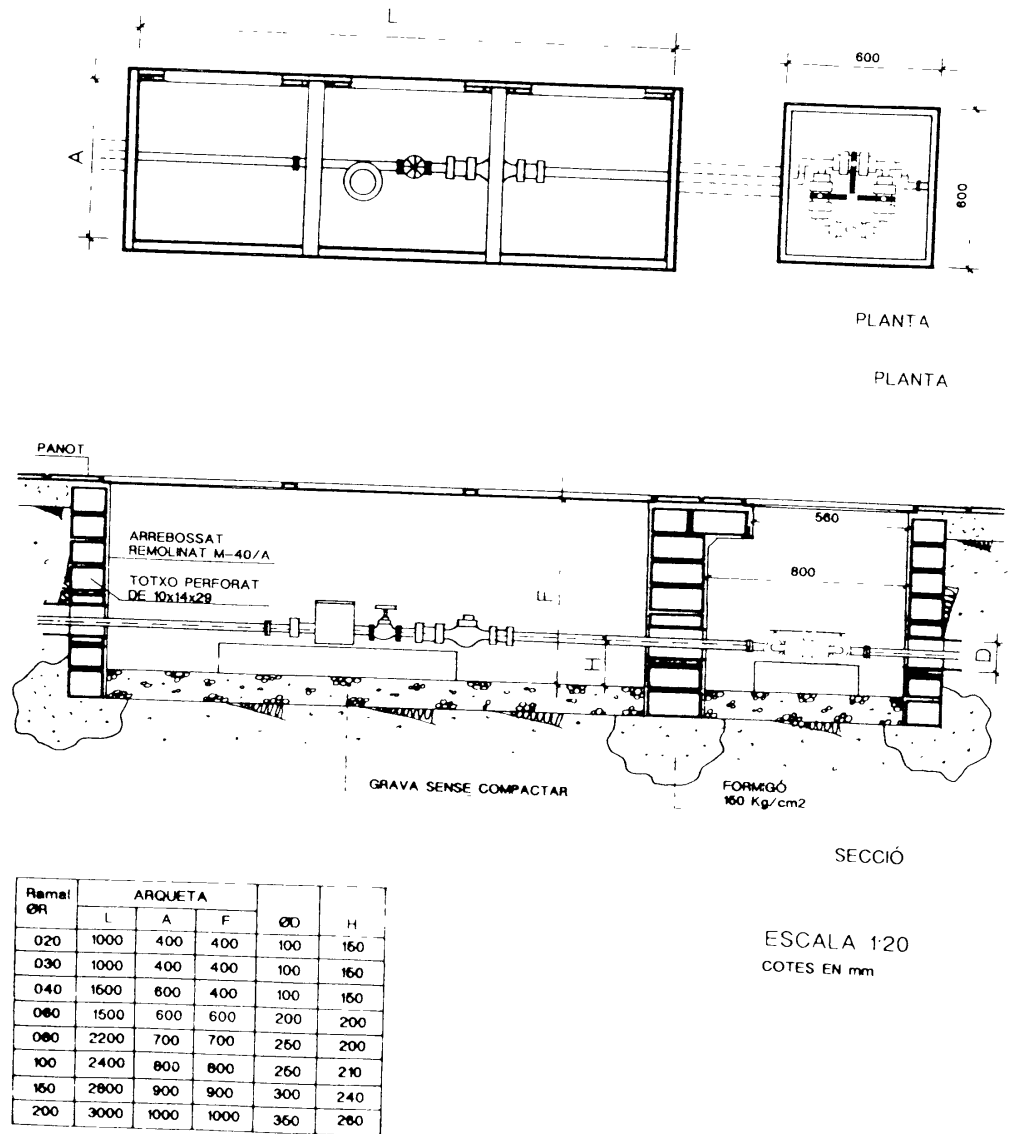 L
600
A
600
PLANTA
PLANTA
PANOT
ARREBOSSAT
REMOLINAT M-40/A
TOTXO PERFORAT
DE 10x14x29
560
800
F
H
D
GRAVA SENSE COMPACTAR
FORMIGÓ
150 Kg/cm2
SECCIÓ
ESCALA 1:20
COTES EN mm
Ramal ØR ARQUETA ØD H
L A F
020 1000 400 400 100 150
030 1000 400 400 100 150
040 1500 600 400 100 150
1500 600 600 200 200
2200 700 700 250 200
100 2400 800 800 250 210
150 2800 900 900 300 240
200 3000 1000 1000 350